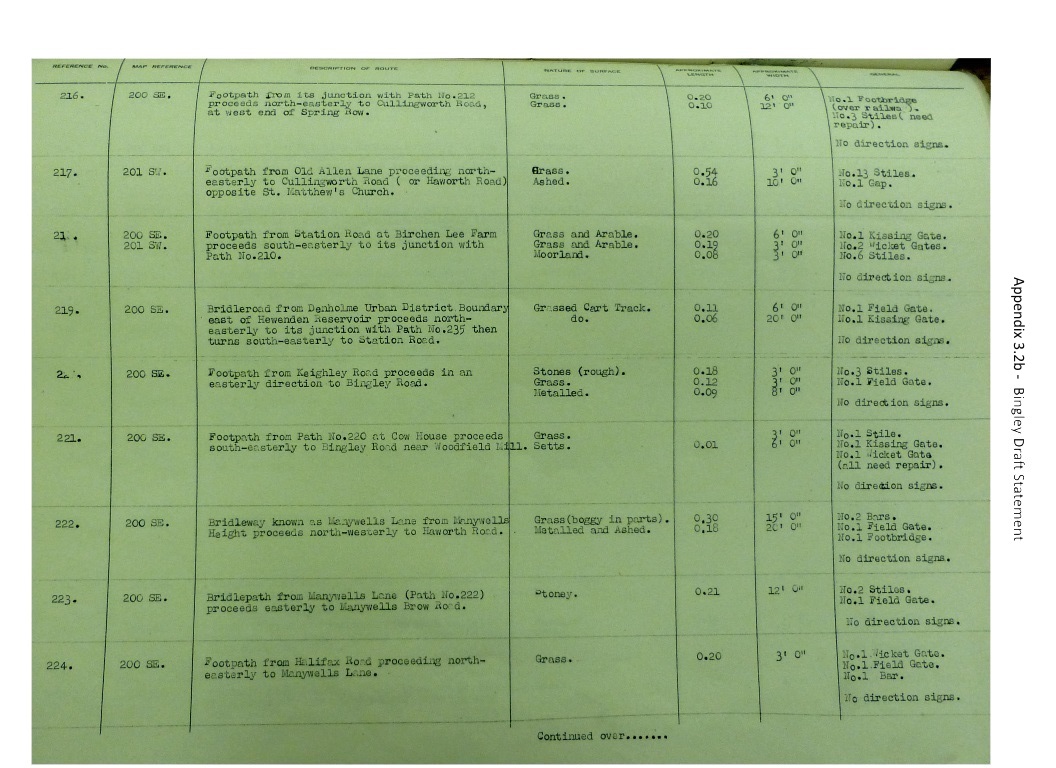 REFERENCE No. MAP REFERENCE DESCRIPTION OF ROUTE NATURE OF SURFACE APPROXIMATE LENGTH APPROXIMATE WIDTH GENERAL
216. 200 SE. Footpath from its junction with Path No.212 Grass. 0.20 6' 0" No.1 Footbridge
proceeds north-easterly to Cullingworth Road, Grass. 0.10 12' 0" (over railwa ).
at west end of Spring Row. No.3 Stiles( need
repair).
No direction signs.
217. 201 SW. Footpath from Old Allen Lane proceeding north- Grass. 0.54 3' 0" No.13 Stiles.
easterly to Cullingworth Road ( or Haworth Road) Ashed. 0.16 10' 0" No.1 Gap.
opposite St. Matthew's Church.
No direction signs.
21 . 200 SE. Footpath from Station Road at Birchen Lee Farm Grass and Arable. 0.20 6' 0" No.1 Kissing Gate.
201 SW. proceeds south-easterly to its junction with Grass and Arable. 0.19 3' 0" No.2 Wicket Gates.
Path No.210. Moorland. 0.08 3' 0" No.6 Stiles.
No direction signs.
219. 200 SE. Bridleroad from Denholme Urban District Boundary Grassed Cart Track. 0.11 6' 0" No.1 Field Gate.
east of Hewenden Reservoir proceeds north- do. 0.06 20' 0" No.1 Kissing Gate.
easterly to its junction with Path No.235 then
turns south-easterly to Station Road. No direction signs.
2 . 200 SE. Footpath from Keighley Road proceeds in an Stones (rough). 0.18 3' 0" No.3 Stiles.
easterly direction to Bingley Road. Grass. 0.12 3' 0" No.1 Field Gate.
Metalled. 0.09 8' 0"
No direction signs.
221. 200 SE. Footpath from Path No.220 at Cow House proceeds Grass. 3' 0" No.1 Stile.
south-easterly to Bingley Road near Woodfield Mill. Setts. 0.01 6' 0" No.1 Kissing Gate.
No.1 Wicket Gate
(all need repair).
No direction signs.
222. 200 SE. Bridleway known as Manywells Lane from Manywells Grass(boggy in parts). 0.30 15' 0" No.2 Bars.
Height proceeds north-westerly to Haworth Road. Metalled and Ashed. 0.18 20' 0" No.1 Field Gate.
No.1 Footbridge.
No direction signs.
223. 200 SE. Bridlepath from Manywells Lane (Path No.222) Stoney. 0.21 12' 0" No.2 Stiles.
proceeds easterly to Manywells Brow Road. No.1 Field Gate.
No direction signs.
224. 200 SE. Footpath from Halifax Road proceeding north- Grass. 0.20 3' 0" No.1.Wicket Gate.
easterly to Manywells Lane. No.1.Field Gate.
No.1 Bar.
No direction signs.
Continued over.......
Appendix 3.2b - Bingley Draft Statement